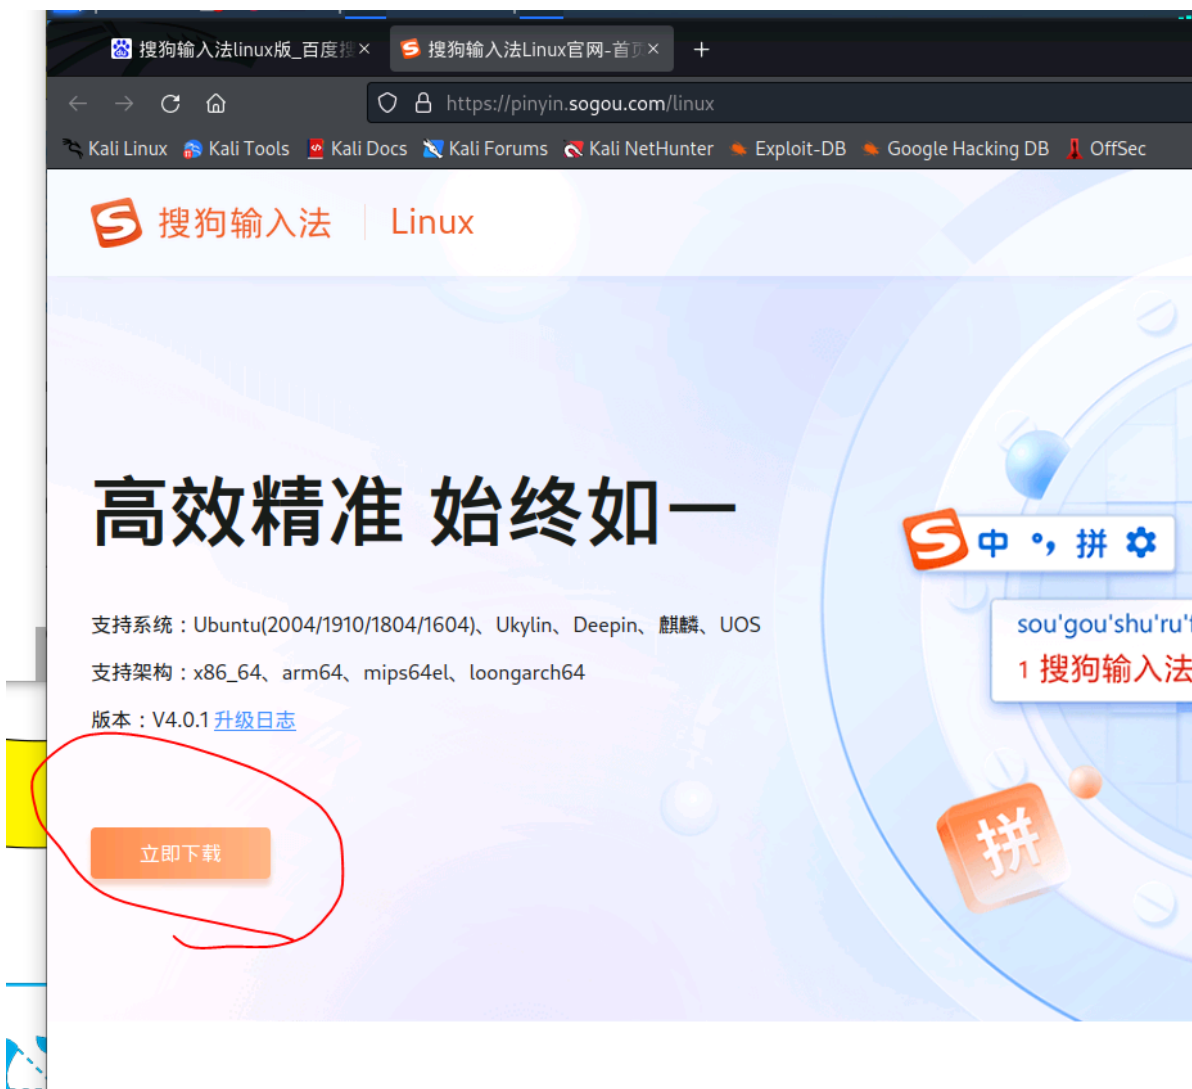 搜狗输入法linux版_百度搜
搜狗输入法Linux官网-首页
https://pinyin.sogou.com/linux
Kali Linux Kali Tools Kali Docs Kali Forums Kali NetHunter Exploit-DB Google Hacking DB OffSec
搜狗输入法 Linux
高效精准 始终如一
中 °, 拼
支持系统：Ubuntu(2004/1910/1804/1604)、Ukylin、Deepin、麒麟、UOS
sou'gou'shu'ru'f
支持架构：x86_64、arm64、mips64el、loongarch64
1 搜狗输入法
版本：V4.0.1 升级日志
立即下载
拼